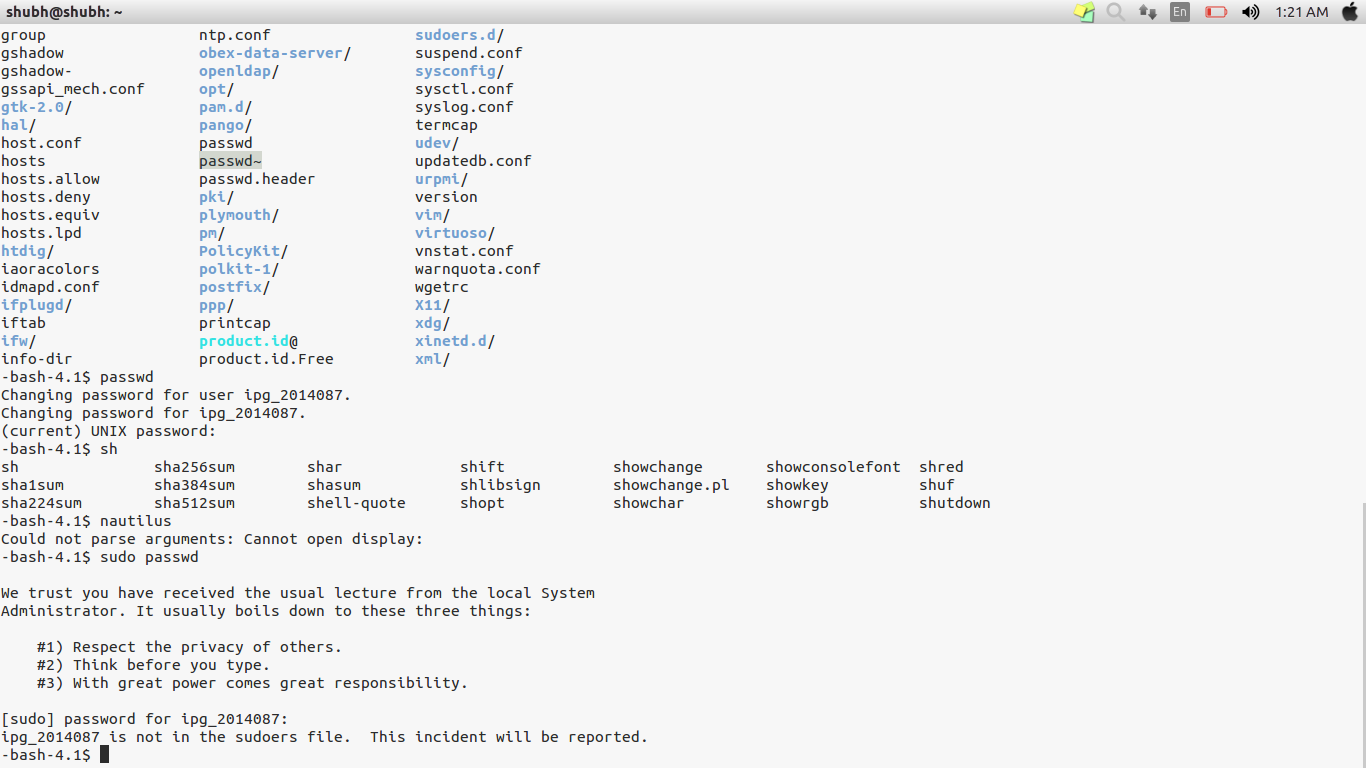 shubh@shubh: ~ En 1:21 AM
group ntp.conf sudoers.d/
gshadow obex-data-server/ suspend.conf
gshadow- openldap/ sysconfig/
gssapi_mech.conf opt/ sysctl.conf
gtk-2.0/ pam.d/ syslog.conf
hal/ pango/ termcap
host.conf passwd udev/
hosts passwd~ updatedb.conf
hosts.allow passwd.header urpmi/
hosts.deny pki/ version
hosts.equiv plymouth/ vim/
hosts.lpd pm/ virtuoso/
htdig/ PolicyKit/ vnstat.conf
iaoracolors polkit-1/ warnquota.conf
idmapd.conf postfix/ wgetrc
ifplugd/ ppp/ X11/
iftab printcap xdg/
ifw/ product.id@ xinetd.d/
info-dir product.id.Free xml/
-bash-4.1$ passwd
Changing password for user ipg_2014087.
Changing password for ipg_2014087.
(current) UNIX password:
-bash-4.1$ sh
sh sha256sum shar shift showchange showconsolefont shred
sha1sum sha384sum shasum shlibsign showchange.pl showkey shuf
sha224sum sha512sum shell-quote shopt showchar showrgb shutdown
-bash-4.1$ nautilus
Could not parse arguments: Cannot open display:
-bash-4.1$ sudo passwd
We trust you have received the usual lecture from the local System
Administrator. It usually boils down to these three things:
#1) Respect the privacy of others.
#2) Think before you type.
#3) With great power comes great responsibility.
[sudo] password for ipg_2014087:
ipg_2014087 is not in the sudoers file.  This incident will be reported.
-bash-4.1$